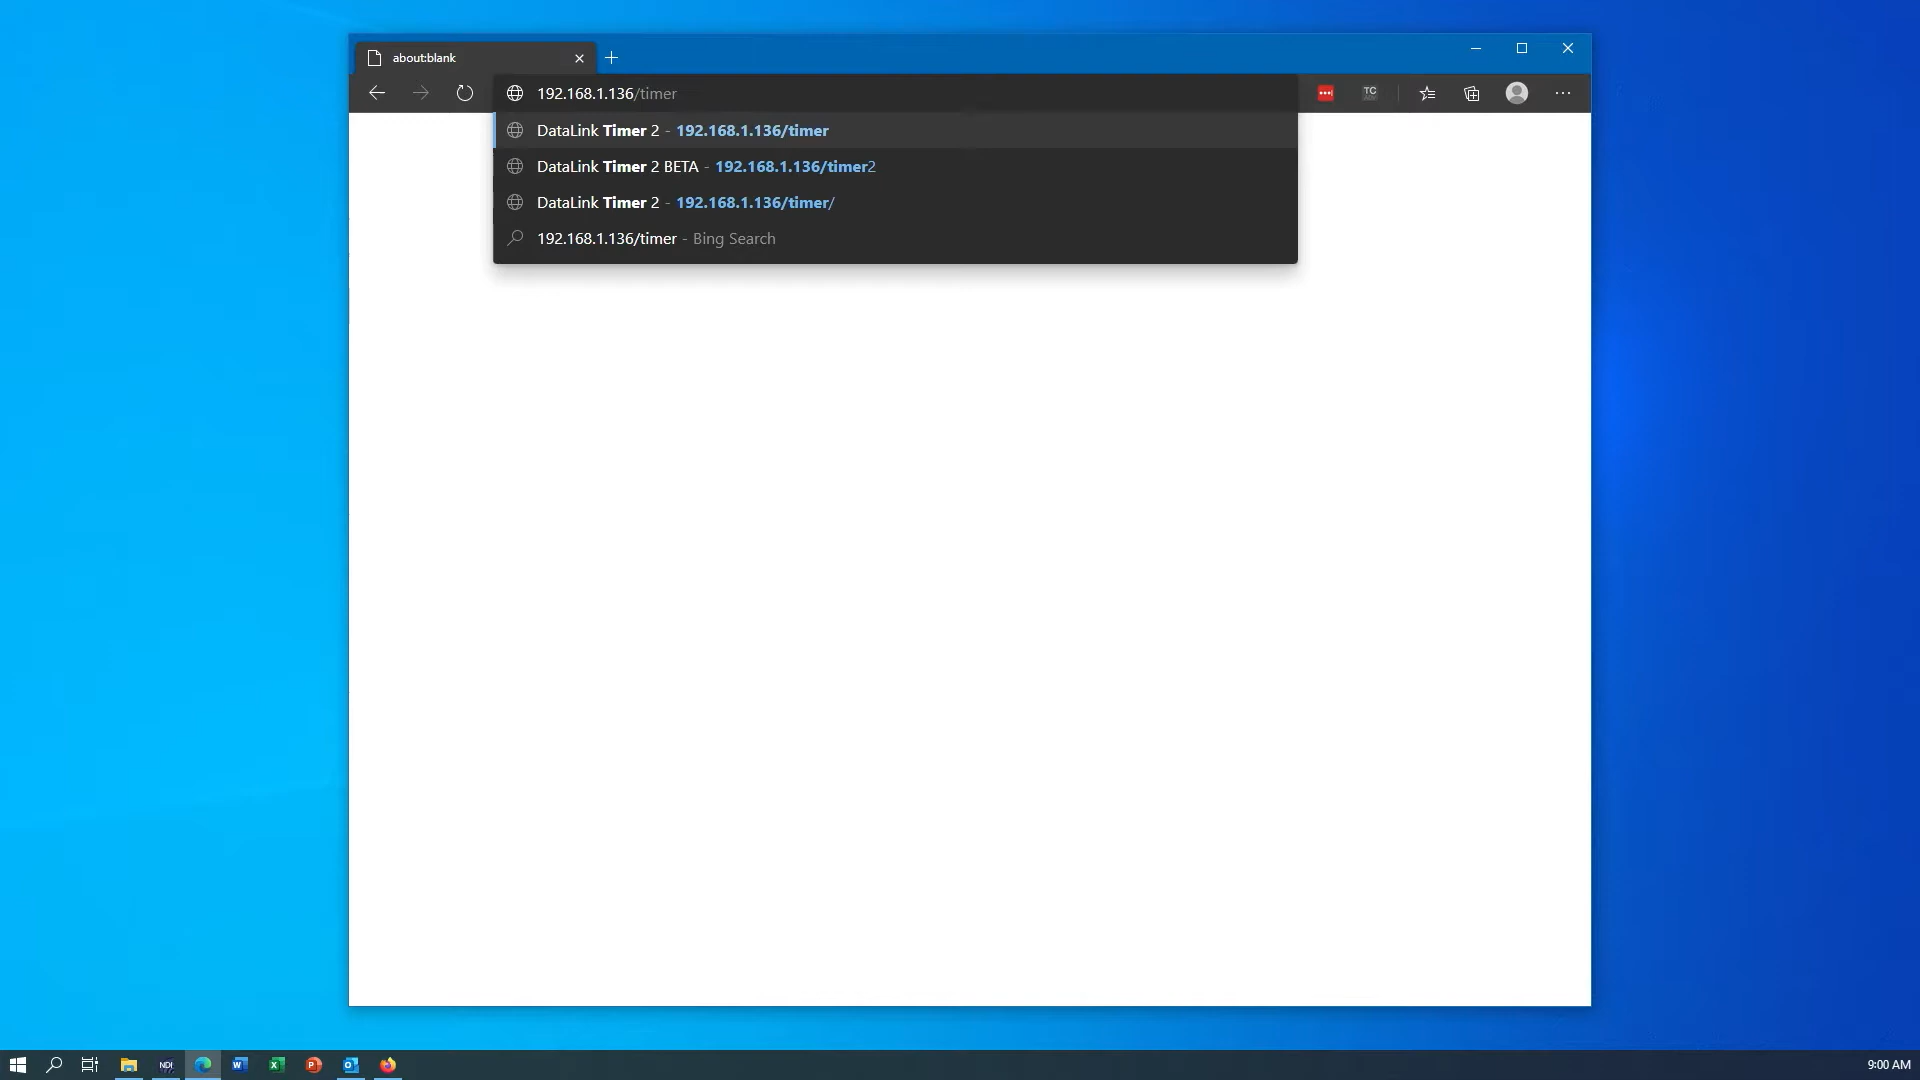 about:blank
192.168.1.136/timer
TC
DataLink Timer 2 - 192.168.1.136/timer
DataLink Timer 2 BETA - 192.168.1.136/timer2
DataLink Timer 2 - 192.168.1.136/timer/
192.168.1.136/timer - Bing Search
NDI
W
X
P
O
9:00 AM